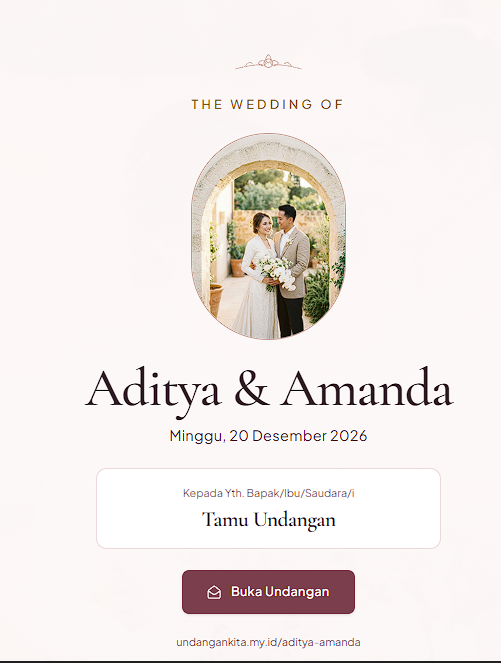 THE WEDDING OF
Aditya & Amanda
Minggu, 20 Desember 2026
Kepada Yth. Bapak/Ibu/Saudara/i
Tamu Undangan
Buka Undangan
undangankita.my.id/aditya-amanda